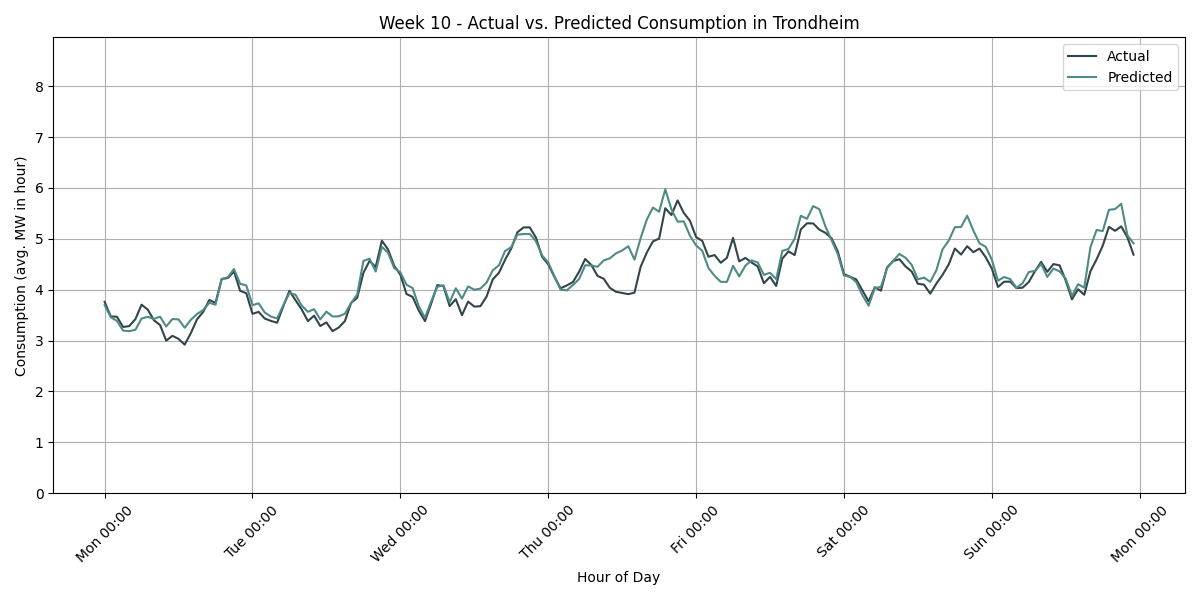 Week 10 - Actual vs. Predicted Consumption in Trondheim
Actual
Predicted
Consumption (avg. MW in hour)
8
7
6
5
4
3
2
1
0
Mon 00:00
Tue 00:00
Wed 00:00
Thu 00:00
Fri 00:00
Sat 00:00
Sun 00:00
Mon 00:00
Hour of Day